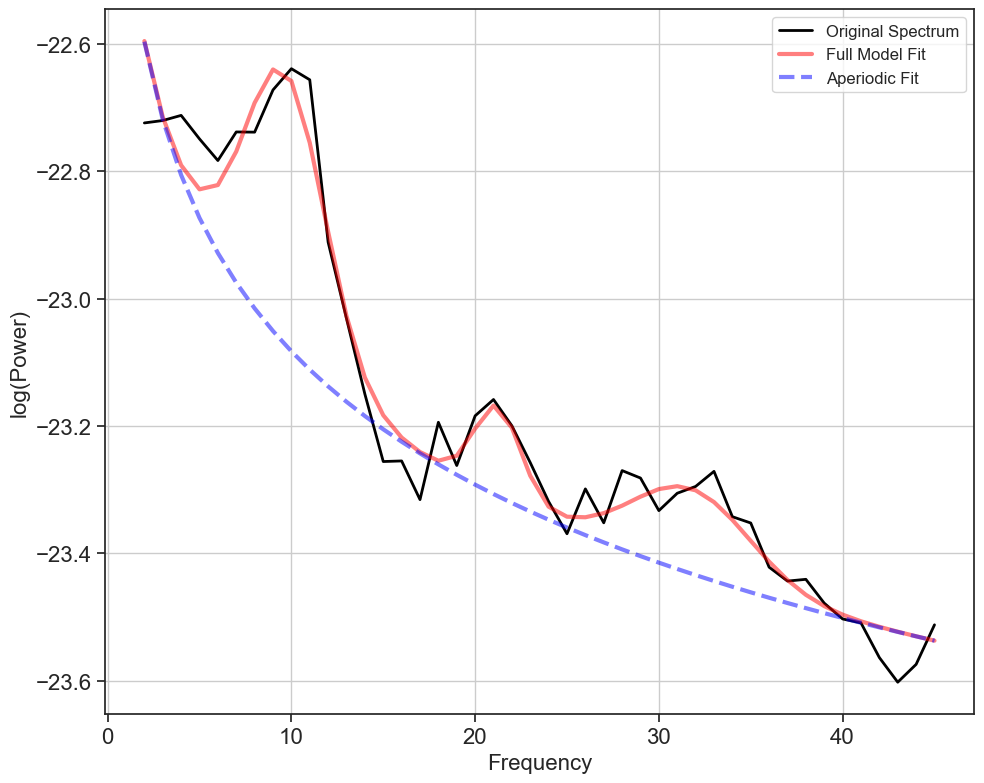 Original Spectrum
Full Model Fit
Aperiodic Fit
log(Power)
−22.6
−22.8
−23.0
−23.2
−23.4
−23.6
0 10 20 30 40
Frequency